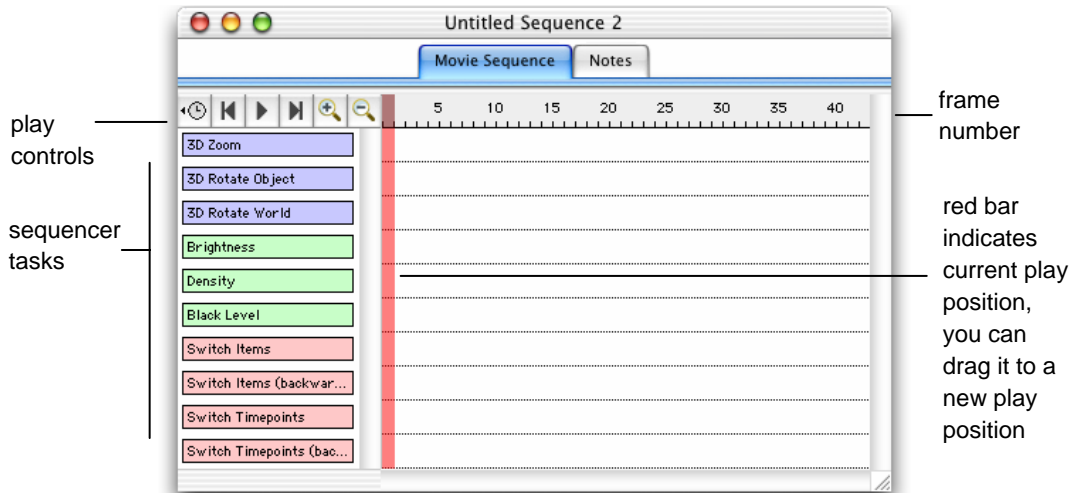 Untitled Sequence 2
Movie Sequence
Notes
5 10 15 20 25 30 35 40
3D Zoom
3D Rotate Object
3D Rotate World
Brightness
Density
Black Level
Switch Items
Switch Items (backwar...
Switch Timepoints
Switch Timepoints (bac...
play
controls
sequencer
tasks
frame
number
red bar
indicates
current play
position,
you can
drag it to a
new play
position